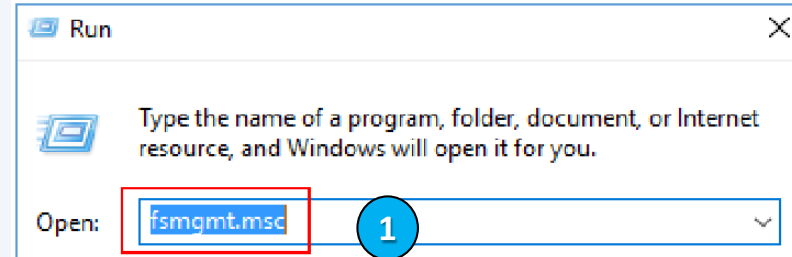 Run
Type the name of a program, folder, document, or Internet
resource, and Windows will open it for you.
Open: fsmgmt.msc 1